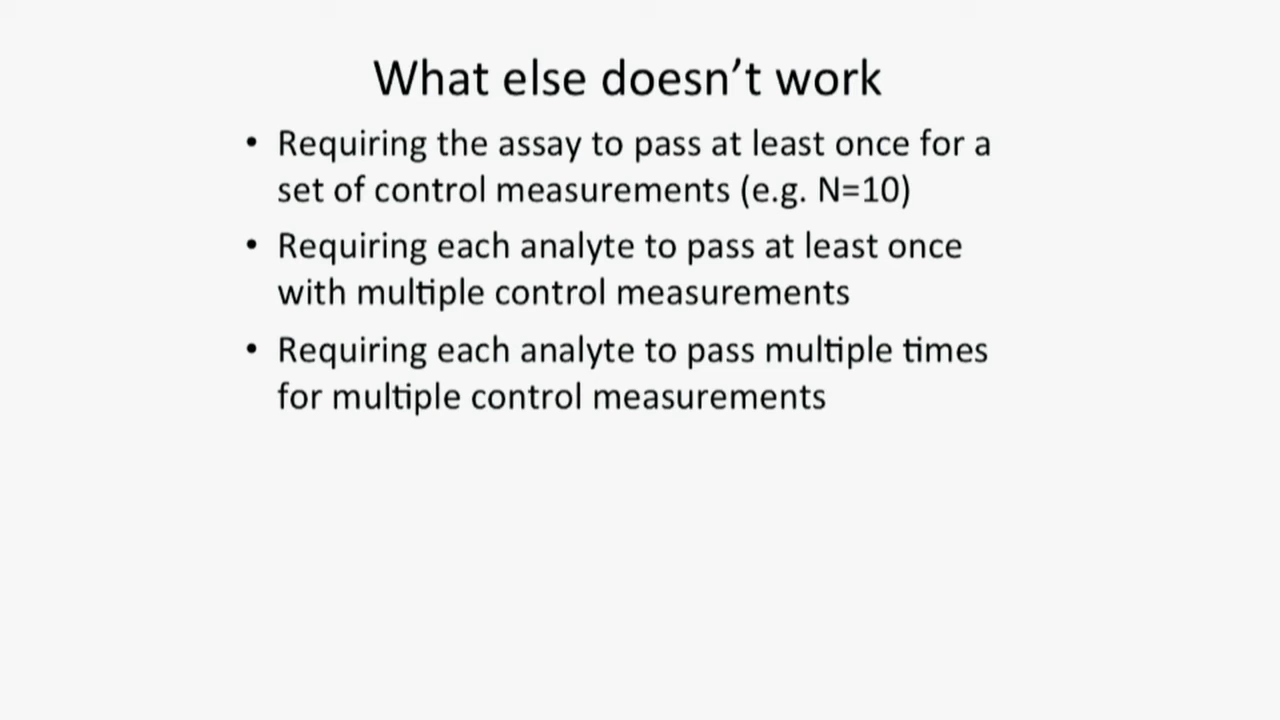 What else doesn’t work
• Requiring the assay to pass at least once for a
set of control measurements (e.g. N=10)
• Requiring each analyte to pass at least once
with multiple control measurements
• Requiring each analyte to pass multiple times
for multiple control measurements